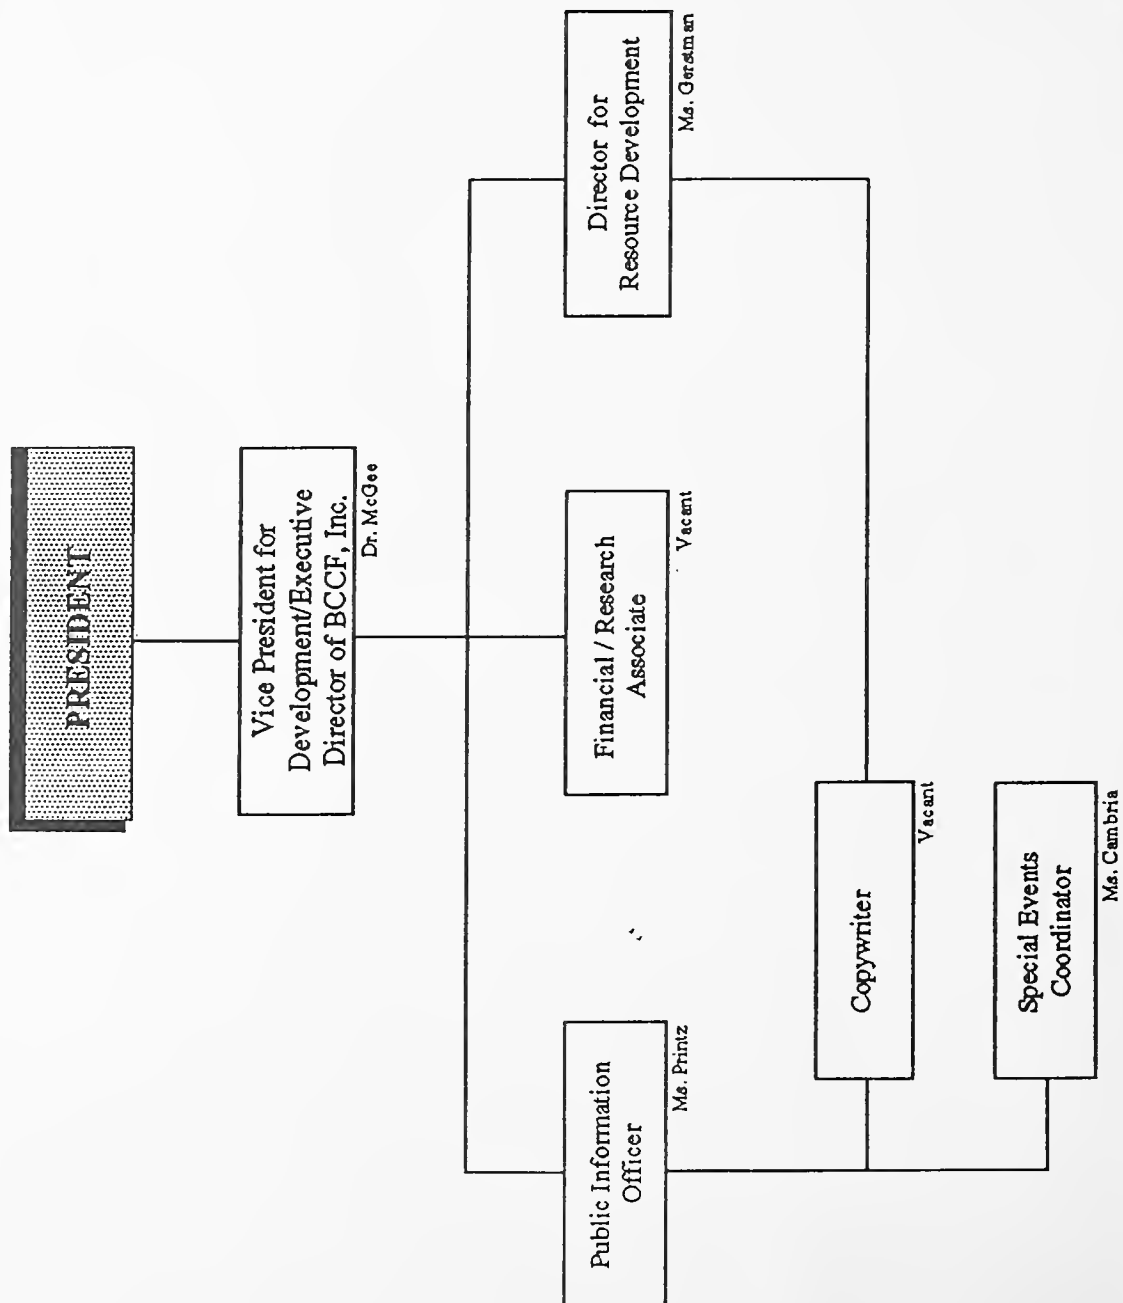 PRESIDENT
Vice President for
Development/Executive
Director of BCCF, Inc.
Dr. McGee
Public Information
Officer
Ms. Printz
Financial / Research
Associate
Vacant
Director for
Resource Development
Ms. Gerstman
Copywriter
Vacant
Special Events
Coordinator
Ms. Cambria